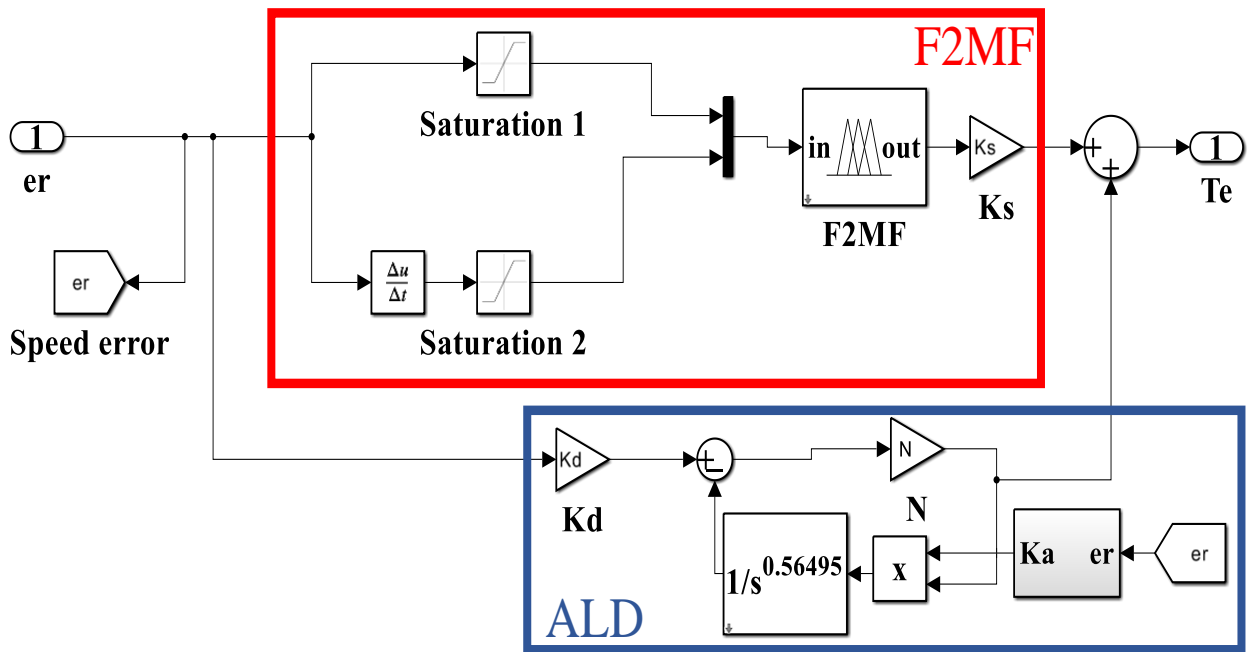 F2MF
Saturation 1
1
er
in out
F2MF
Ks
Ks
+
+
1
Te
er
Speed error
Δu
Δt
Saturation 2
Kd
Kd
+
−
N
N
1/s^0.56495
x
Ka er
er
ALD